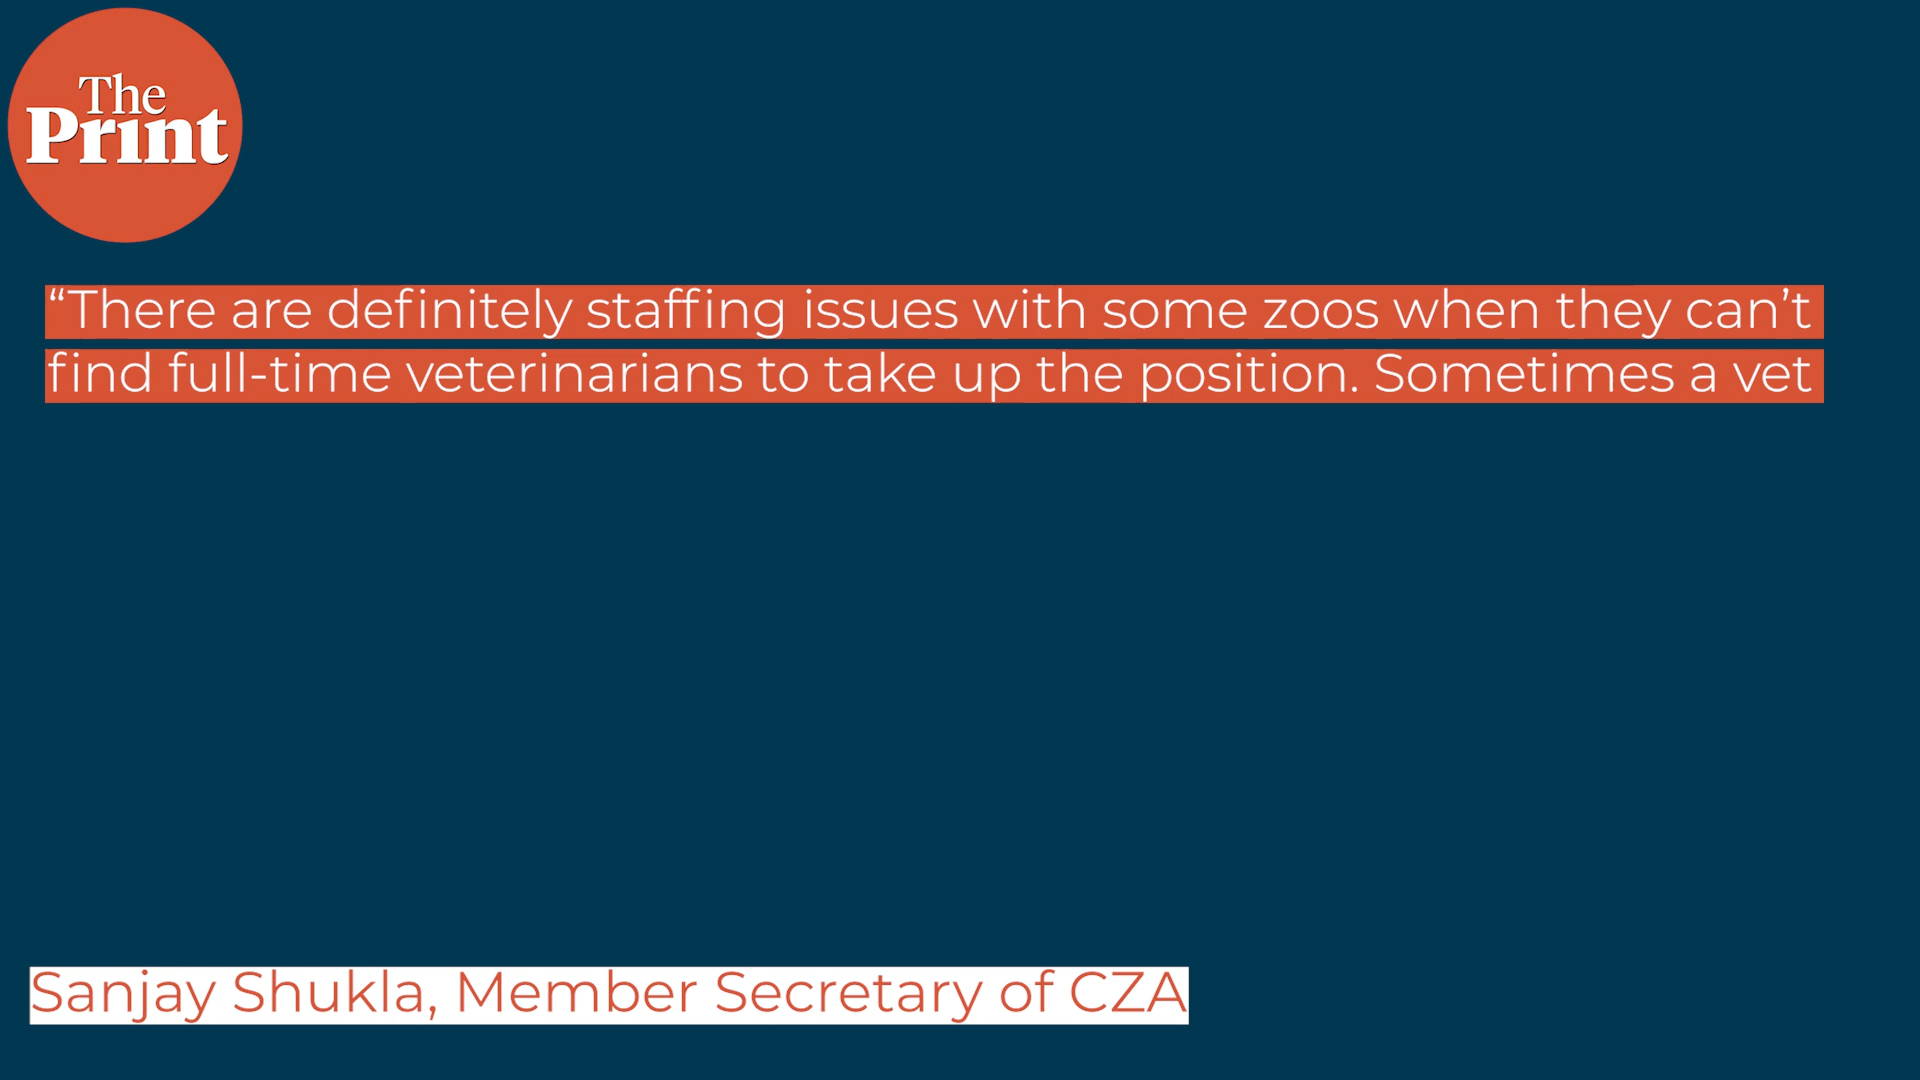 The
Print
“There are definitely staffing issues with some zoos when they can’t
find full-time veterinarians to take up the position. Sometimes a vet
Sanjay Shukla, Member Secretary of CZA